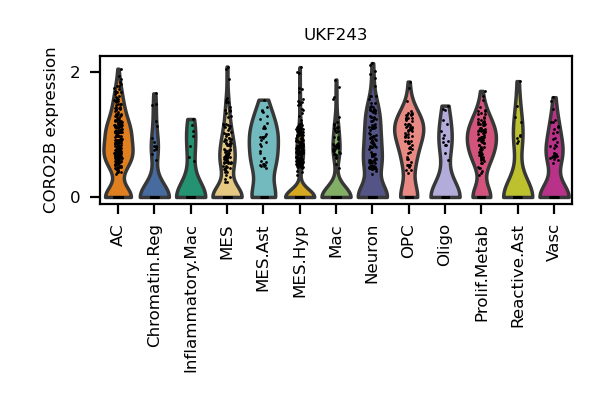 UKF243
CORO2B expression
2
0
AC
Chromatin.Reg
Inflammatory.Mac
MES
MES.Ast
MES.Hyp
Mac
Neuron
OPC
Oligo
Prolif.Metab
Reactive.Ast
Vasc